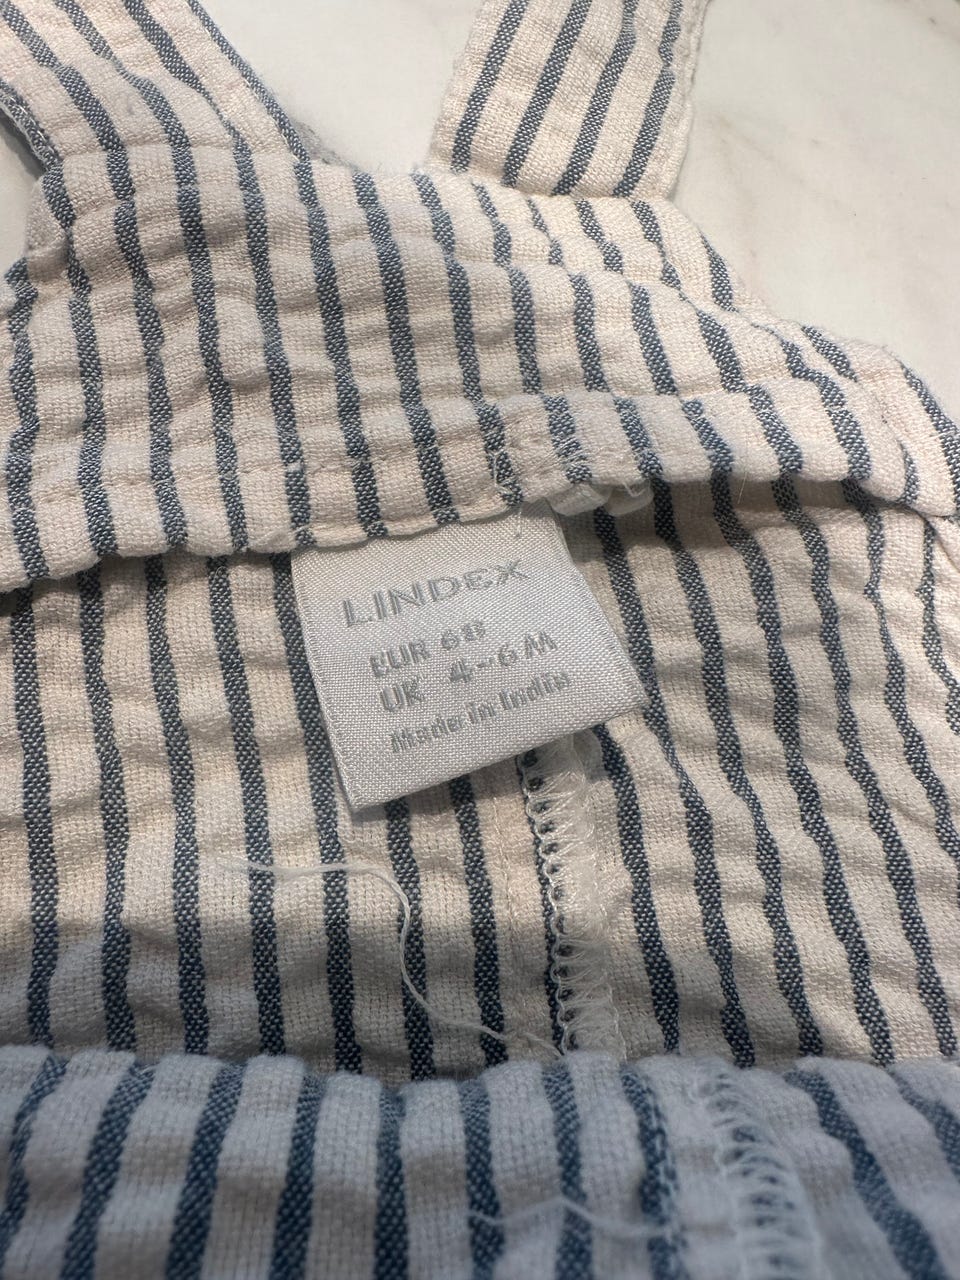 LINDEX
EUR 68
UK 4-6 M
Made in India